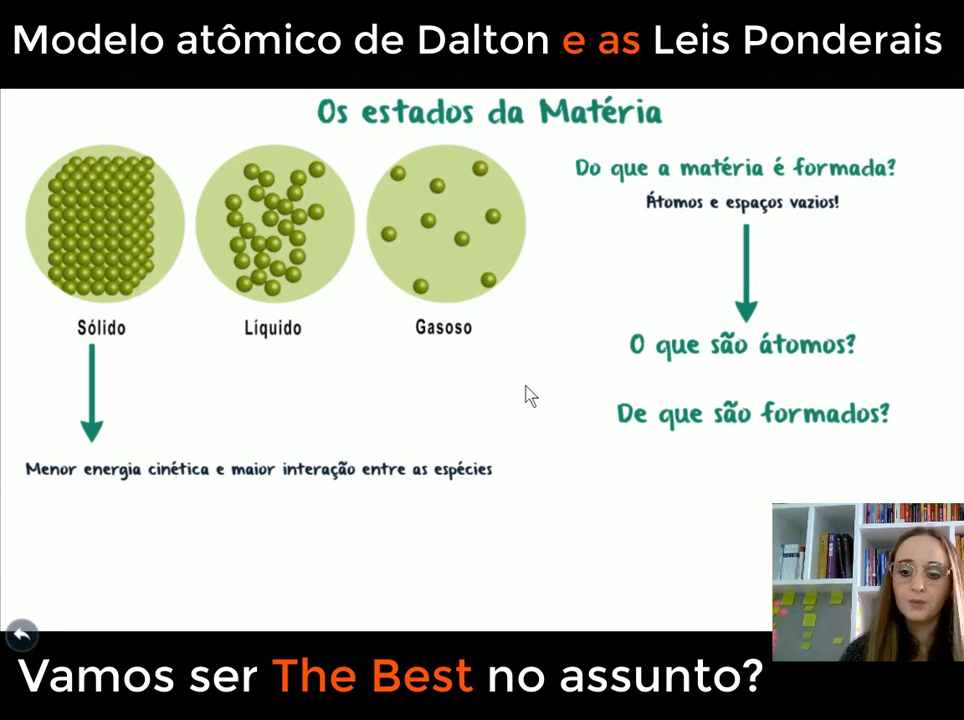 Modelo atômico de Dalton e as Leis Ponderais
Os estados da Matéria
Sólido
Líquido
Gasoso
Menor energia cinética e maior interação entre as espécies
Do que a matéria é formada?
Átomos e espaços vazios!
O que são átomos?
De que são formados?
Vamos ser The Best no assunto?